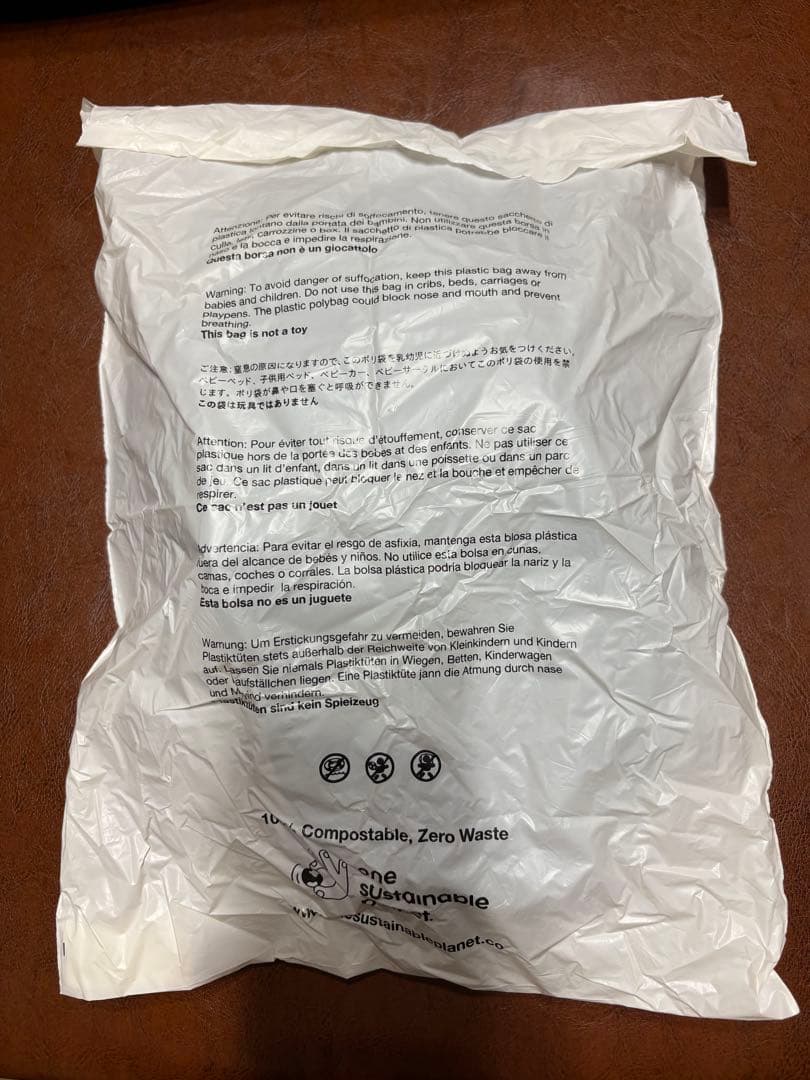 Attenzione: Per evitare rischi di soffocamento, tenere questo sacchetto di
plastica lontano dalla portata dei bambini. Non utilizzare questa borsa in
culla, letti, carrozzine o box. Il sacchetto di plastica potrebbe bloccare il
naso e la bocca e impedire la respirazione.
Questa borsa non è un giocattolo
Warning: To avoid danger of suffocation, keep this plastic bag away from
babies and children. Do not use this bag in cribs, beds, carriages or
playpens. The plastic polybag could block nose and mouth and prevent
breathing.
This bag is not a toy
ご注意: 窒息の原因になりますので、このポリ袋を乳幼児に近づけぬようお気をつけください。
ベビーベッド、子供用ベッド、ベビーカー、ベビーサークルにおいてこのポリ袋の使用を禁
じます。ポリ袋が鼻や口を塞ぐと呼吸ができません。
この袋は玩具ではありません
Attention: Pour éviter tout risque d'étouffement, conserver ce sac
plastique hors de la portée des bébes at des enfants. Ne pas utiliser ce
sac dans un lit d'enfant, dans un lit dans une poissette ou dans un parc
de jeu. Ce sac plastique peut bloquer le nez et la bouche et empêcher de
respirer.
Ce sac n'est pas un jouet
Advertencia: Para evitar el resgo de asfixia, mantenga esta blosa plástica
fuera del alcance de bebés y niños. No utilice esta bolsa en cunas,
camas, coches o corrales. La bolsa plástica podria bloquear la nariz y la
boca e impedir la respiración.
Esta bolsa no es un juguete
Warnung: Um Erstickungsgefahr zu vermeiden, bewahren Sie
Plastiktüten stets außerhalb der Reichweite von Kleinkindern und Kindern
auf. Lassen Sie niemals Plastiktüten in Wiegen, Betten, Kinderwagen
oder Laufställchen liegen. Eine Plastiktüte jann die Atmung durch nase
und verhindern.
sind kein Spielzeug
Compostable, Zero Waste
one
sustainable